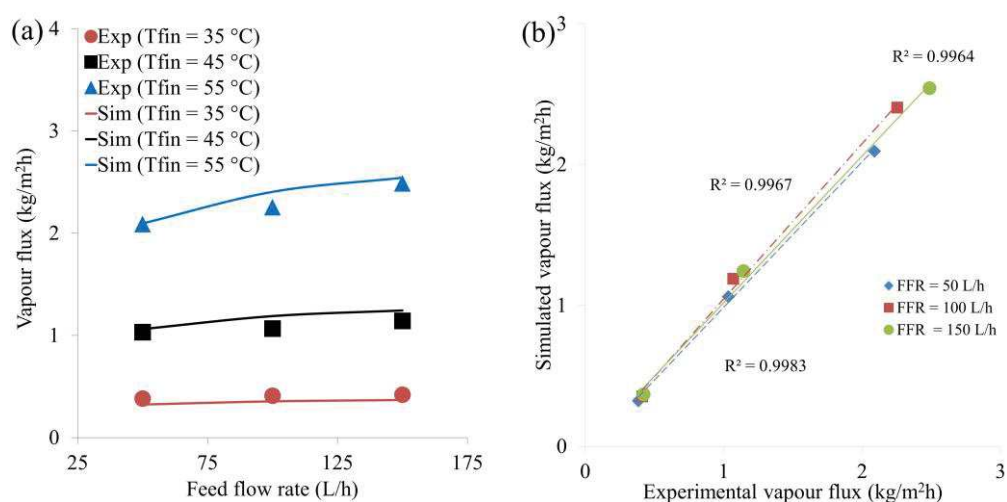 (a)
Exp (Tfin = 35 °C)
Exp (Tfin = 45 °C)
Exp (Tfin = 55 °C)
Sim (Tfin = 35 °C)
Sim (Tfin = 45 °C)
Sim (Tfin = 55 °C)
Vapour flux (kg/m²h)
4
3
2
1
0
25
75
125
175
Feed flow rate (L/h)
(b)
Simulated vapour flux (kg/m²h)
3
2
1
0
R² = 0.9964
R² = 0.9967
R² = 0.9983
FFR = 50 L/h
FFR = 100 L/h
FFR = 150 L/h
0
1
2
3
Experimental vapour flux (kg/m²h)